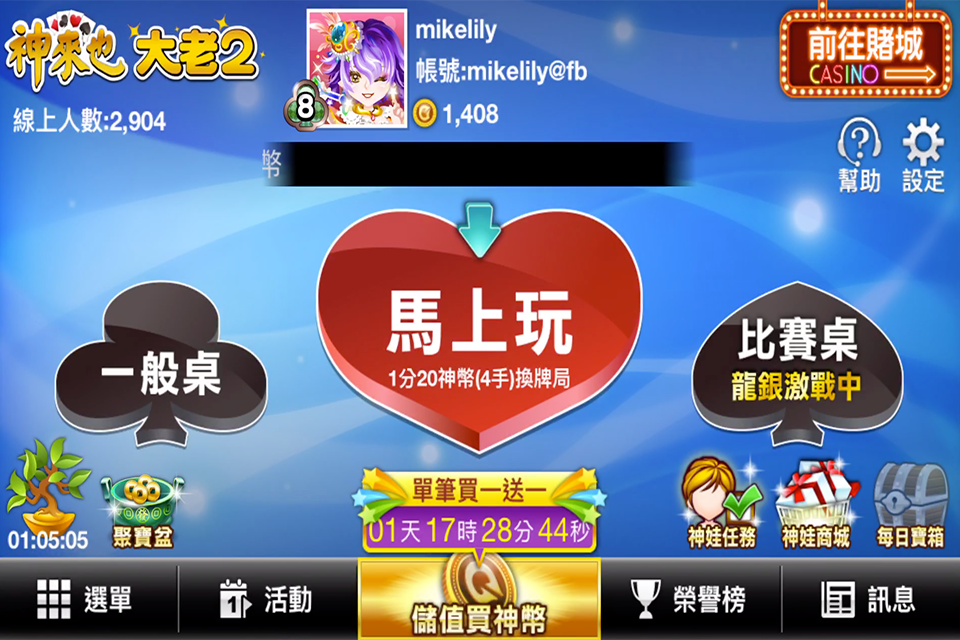 神來也
大老2
線上人數:2,904
8
mikelily
帳號:mikelily@fb
1,408
前往賭城
CASINO
幫助
設定
幣
一般桌
馬上玩
1分20神幣(4手)換牌局
比賽桌
龍銀激戰中
01:05:05
聚寶盆
單筆買一送一
01天17時28分44秒
神娃任務
神娃商城
每日寶箱
選單
1
活動
儲值買神幣
榮譽榜
訊息